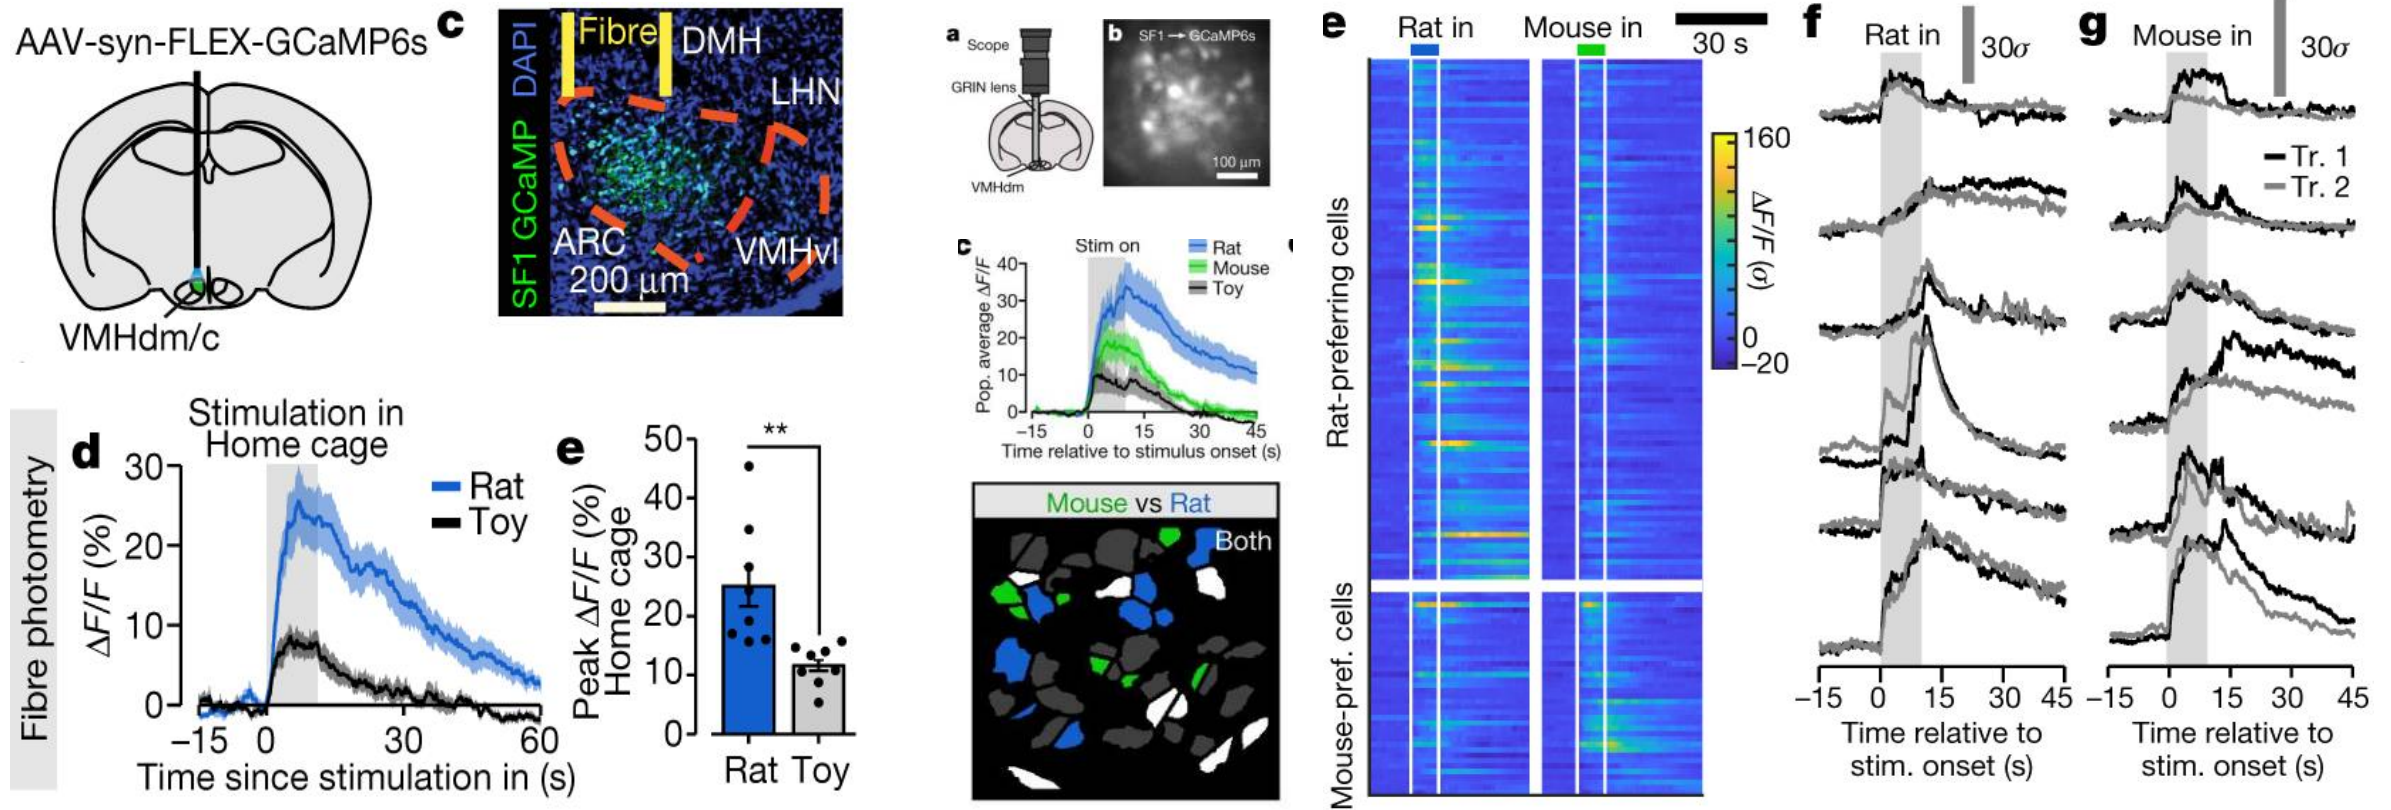 AAV-syn-FLEX-GCaMP6s
VMHdm/c
c
SF1 GCaMP DAPI
Fibre
DMH
LHN
ARC
VMHvl
200 μm
Fibre photometry
d
Stimulation in
Home cage
Rat
Toy
ΔF/F (%)
30
20
10
0
−15 0 30 60
Time since stimulation in (s)
e
**
Peak ΔF/F (%)
Home cage
50
40
30
20
10
0
Rat Toy
a
Scope
GRIN lens
VMHdm
b
SF1 → GCaMP6s
100 μm
c
Stim on
Rat
Mouse
Toy
Pop. average ΔF/F
40
30
20
10
0
−15 0 15 30 45
Time relative to stimulus onset (s)
Mouse vs Rat
Both
e
Rat in
Mouse in
30 s
Rat-preferring cells
Mouse-pref. cells
160
0
−20
ΔF/F (σ)
f
Rat in
30σ
−15 0 15 30 45
Time relative to
stim. onset (s)
g
Mouse in
30σ
Tr. 1
Tr. 2
−15 0 15 30 45
Time relative to
stim. onset (s)